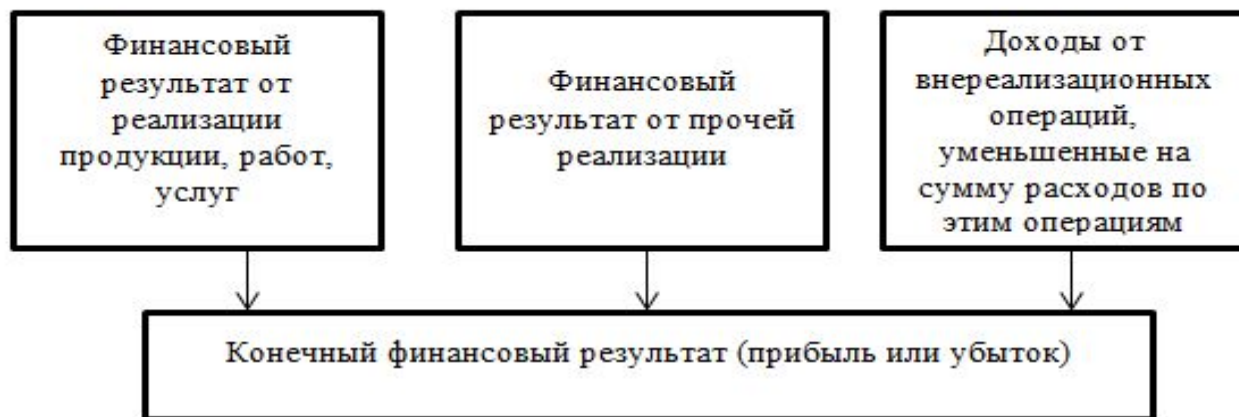 Финансовый
результат от
реализации
продукции, работ,
услуг
Финансовый
результат от прочей
реализации
Доходы от
внереализационных
операций,
уменьшенные на
сумму расходов по
этим операциям
Конечный финансовый результат (прибыль или убыток)